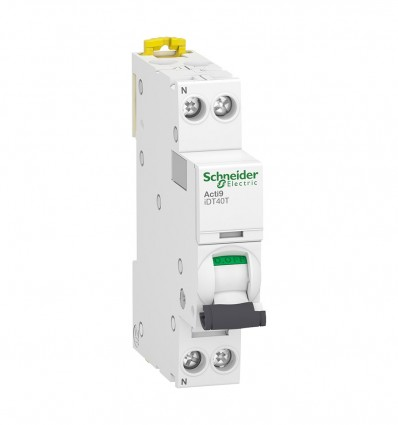 N
Schneider
Electric
Acti9
iDT40T
N